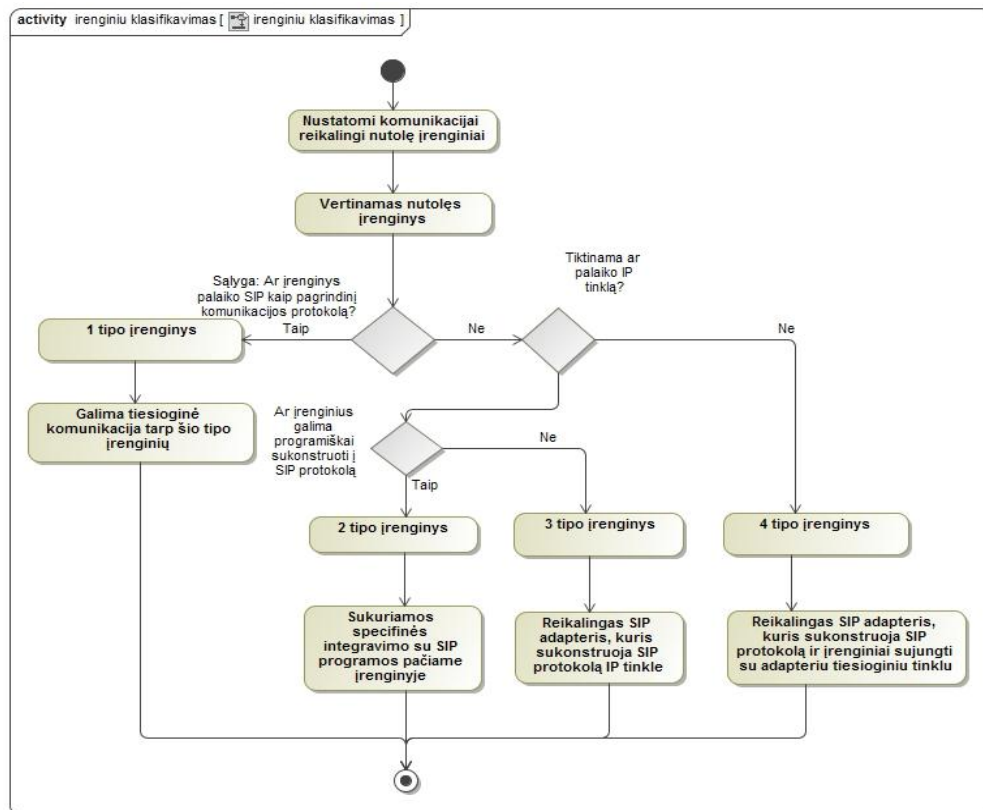 activity irenginiu klasifikavimas [ irenginiu klasifikavimas ]
Nustatomi komunikacijai
reikalingi nutolę įrenginiai
Vertinamas nutolęs
įrenginys
Tiktinama ar
palaiko IP
tinklą?
Sąlyga: Ar įrenginys
palaiko SIP kaip pagrindinį
komunikacijos protokolą?
Taip
Ne
Ne
1 tipo įrenginys
Galima tiesioginė
komunikacija tarp šio tipo
įrenginių
Ar įrenginius
galima
programiškai
sukonstruoti į
SIP protokolą
Ne
Taip
2 tipo įrenginys
3 tipo įrenginys
4 tipo įrenginys
Sukuriamos
specifinės
integravimo su SIP
programos pačiame
įrenginyje
Reikalingas SIP
adapteris, kuris
sukonstruoja SIP
protokolą IP tinkle
Reikalingas SIP adapteris,
kuris sukonstruoja SIP
protokolą ir įrenginiai sujungti
su adapteriu tiesioginiu tinklu